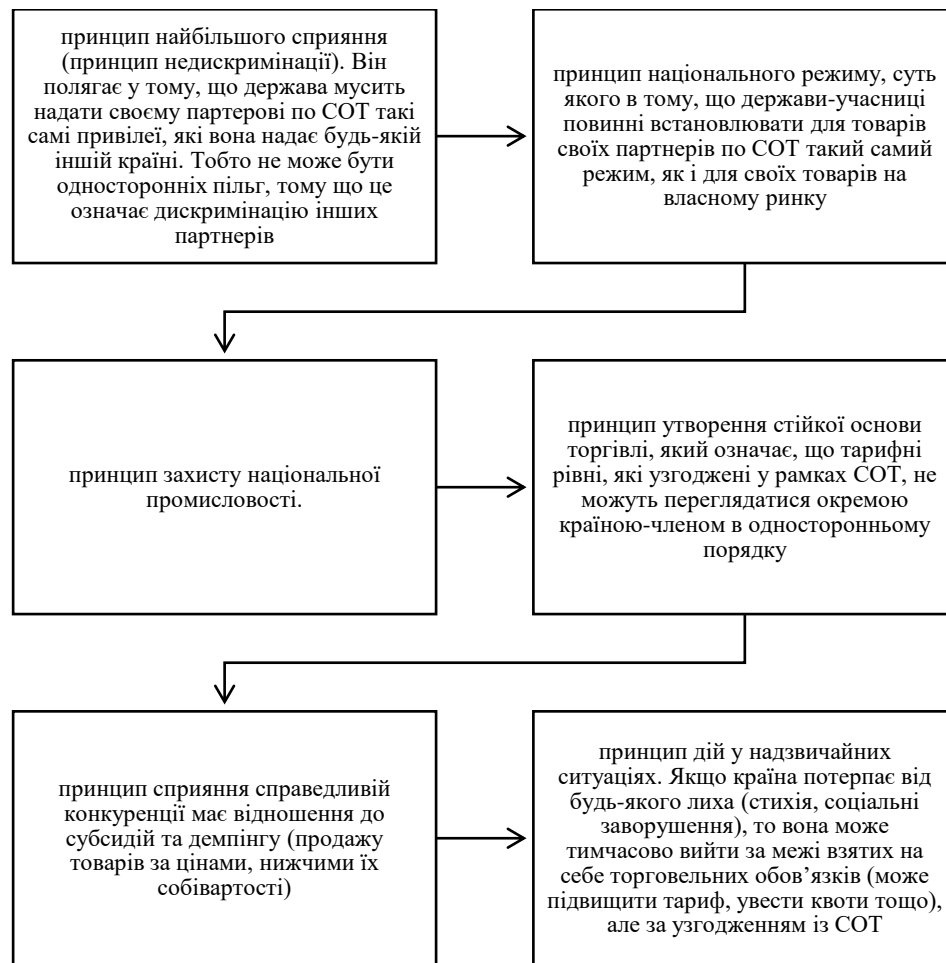 принцип найбільшого сприяння
(принцип недискримінації). Він
полягає у тому, що держава мусить
надати своєму партерові по СОТ такі
самі привілеї, які вона надає будь-якій
іншій країні. Тобто не може бути
односторонніх пільг, тому що це
означає дискримінацію інших
партнерів
принцип національного режиму, суть
якого в тому, що держави-учасниці
повинні встановлювати для товарів
своїх партнерів по СОТ такий самий
режим, як і для своїх товарів на
власному ринку
принцип захисту національної
промисловості.
принцип утворення стійкої основи
торгівлі, який означає, що тарифні
рівні, які узгоджені у рамках СОТ, не
можуть переглядатися окремою
країною-членом в односторонньому
порядку
принцип сприяння справедливій
конкуренції має відношення до
субсидій та демпінгу (продажу
товарів за цінами, нижчими їх
собівартості)
принцип дій у надзвичайних
ситуаціях. Якщо країна потерпає від
будь-якого лиха (стихія, соціальні
заворушення), то вона може
тимчасово вийти за межі взятих на
себе торговельних обов’язків (може
підвищити тариф, увести квоти тощо),
але за узгодженням із СОТ